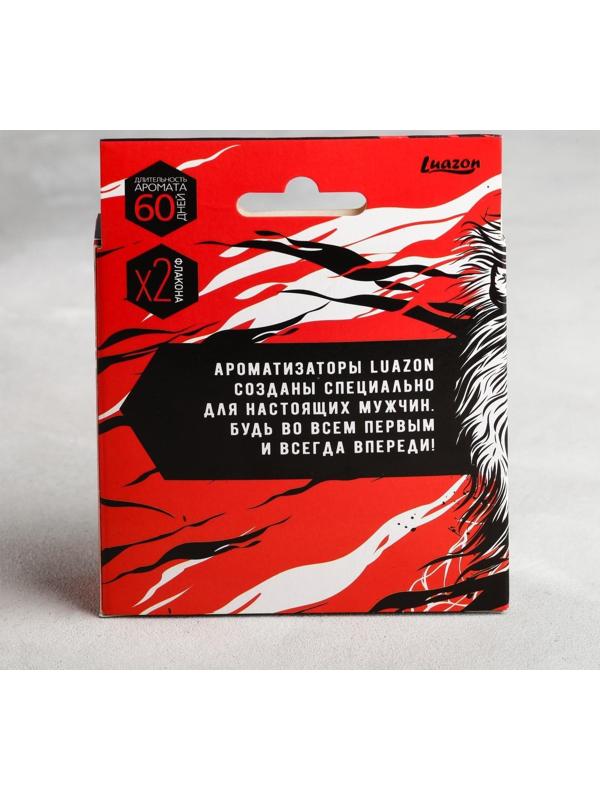 Luazon
ДЛИТЕЛЬНОСТЬ
АРОМАТА
60
ДНЕЙ
X2
ФЛАКОНА
АРОМАТИЗАТОРЫ LUAZON
СОЗДАНЫ СПЕЦИАЛЬНО
ДЛЯ НАСТОЯЩИХ МУЖЧИН.
БУДЬ ВО ВСЕМ ПЕРВЫМ
И ВСЕГДА ВПЕРЕДИ!